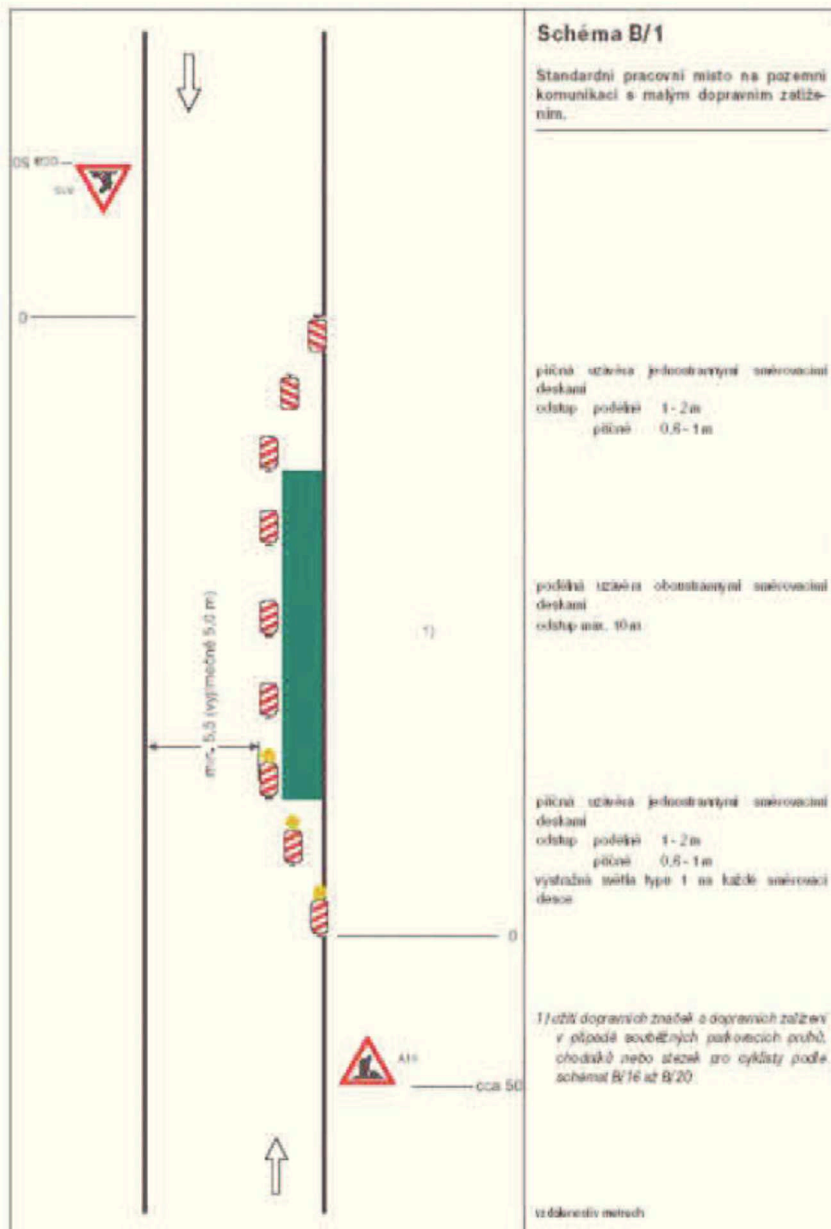 Schéma B/1
Standardní pracovní místo na pozemní
komunikaci s malým dopravním zatíže-
ním.
cca 50
A15
0
příčná uzávěra jednostrannými směrovacími
deskami
odstup podélně 1 - 2 m
příčně 0,6 - 1 m
podélná uzávěra oboustrannými směrovacími
deskami
odstup min. 10 m
1)
min. 5,5 (vyjímečně 5,0 m)
příčná uzávěra jednostrannými směrovacími
deskami
odstup podélně 1 - 2 m
příčně 0,6 - 1 m
výstražná světla typu 1 na každé směrovací
desce
0
A15
cca 50
1) užití dopravních značek a dopravních zařízení
v případě souběžných parkovacích pruhů,
chodníků nebo stezek pro cyklisty podle
schémat B/16 až B/20
vzdálenosti v metrech